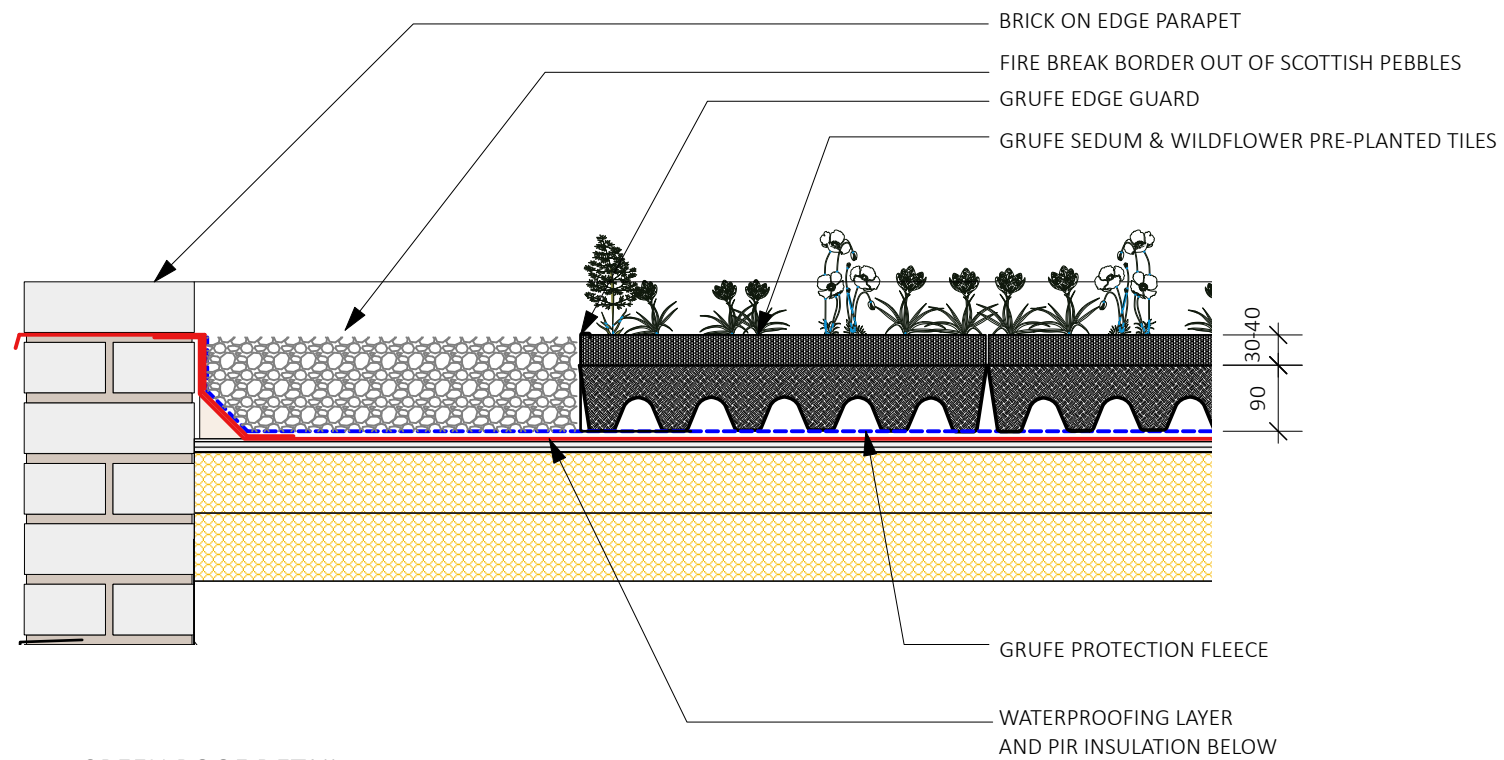 BRICK ON EDGE PARAPET
FIRE BREAK BORDER OUT OF SCOTTISH PEBBLES
GRUFE EDGE GUARD
GRUFE SEDUM & WILDFLOWER PRE-PLANTED TILES
30-40
90
GRUFE PROTECTION FLEECE
WATERPROOFING LAYER
AND PIR INSULATION BELOW